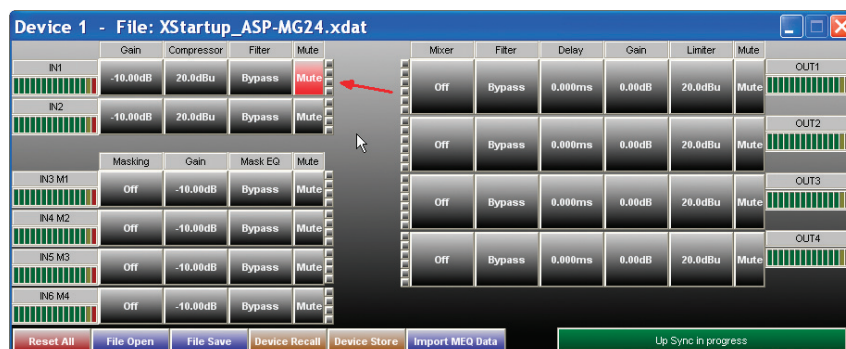 Device 1 - File: XStartup_ASP-MG24.xdat
Gain Compressor Filter Mute Mixer Filter Delay Gain Limiter Mute
IN1 -10.00dB 20.0dBu Bypass Mute Off Bypass 0.000ms 0.00dB 20.0dBu Mute OUT1
IN2 -10.00dB 20.0dBu Bypass Mute Off Bypass 0.000ms 0.00dB 20.0dBu Mute OUT2
Masking Gain Mask EQ Mute
IN3 M1 Off -10.00dB Bypass Mute Off Bypass 0.000ms 0.00dB 20.0dBu Mute OUT3
IN4 M2 Off -10.00dB Bypass Mute
IN5 M3 Off -10.00dB Bypass Mute Off Bypass 0.000ms 0.00dB 20.0dBu Mute OUT4
IN6 M4 Off -10.00dB Bypass Mute
Reset All File Open File Save Device Recall Device Store Import MEQ Data Up Sync in progress